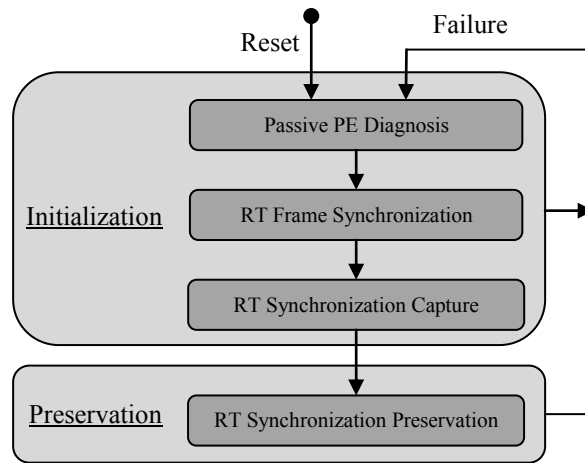 Reset
Failure
Passive PE Diagnosis
Initialization
RT Frame Synchronization
RT Synchronization Capture
Preservation
RT Synchronization Preservation